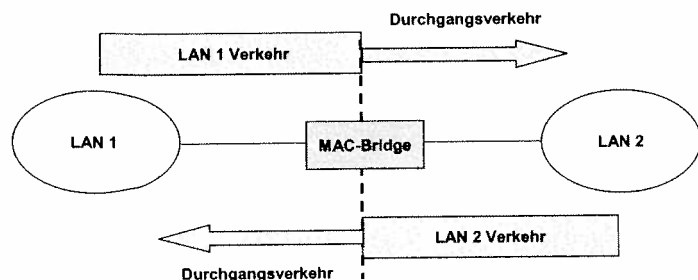 Durchgangsverkehr
LAN 1 Verkehr
LAN 1
MAC-Bridge
LAN 2
LAN 2 Verkehr
Durchgangsverkehr